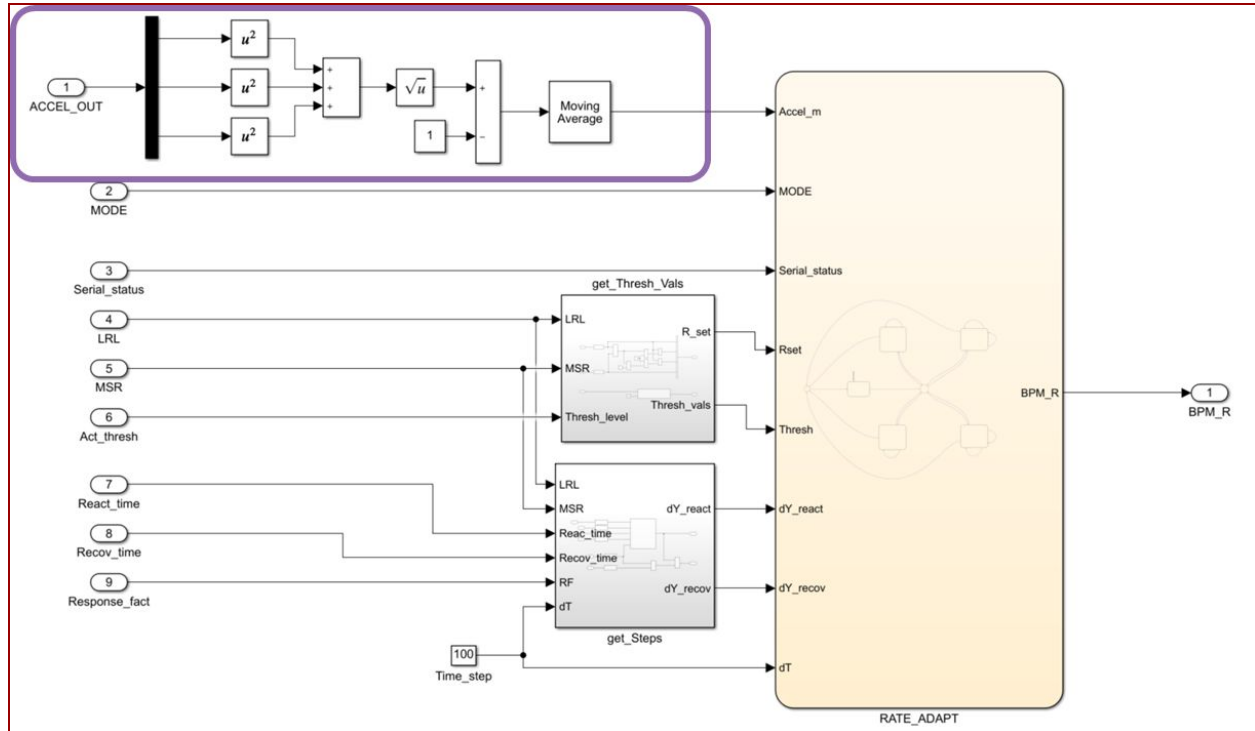 1
ACCEL_OUT
u²
u²
u²
+
+
+
√u
1
+
−
Moving
Average
Accel_m
2
MODE
MODE
3
Serial_status
Serial_status
get_Thresh_Vals
4
LRL
LRL
R_set
Rset
5
MSR
MSR
Thresh_vals
BPM_R
1
BPM_R
6
Act_thresh
Thresh_level
Thresh
7
React_time
LRL
MSR
dY_react
dY_react
8
Recov_time
Reac_time
Recov_time
9
Response_fact
RF
dY_recov
dY_recov
dT
get_Steps
100
Time_step
dT
RATE_ADAPT